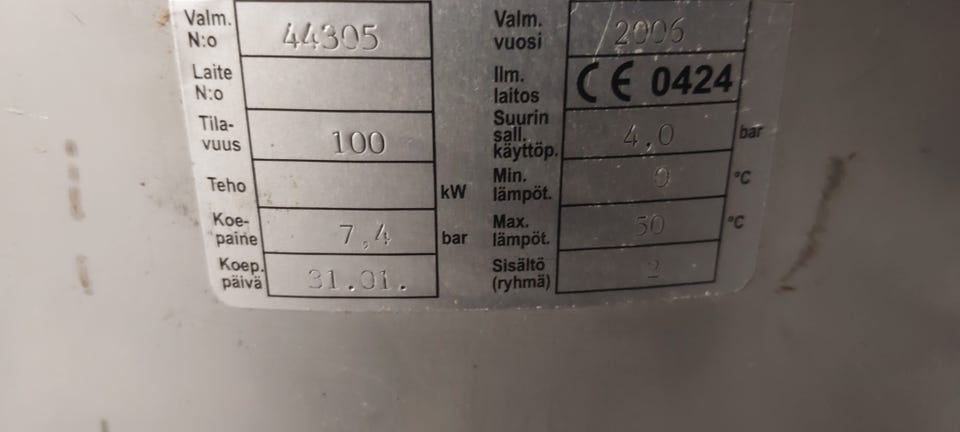 Valm. N:o 44305
Laite N:o
Tila-vuus 100
Teho kW
Koe-paine 7,4 bar
Koep. päivä 31.01.
Valm. vuosi 2006
Ilm. laitos CE 0424
Suurin sall. käyttöp. 4,0 bar
Min. lämpöt. 0 °C
Max. lämpöt. 50 °C
Sisältö (ryhmä) 2